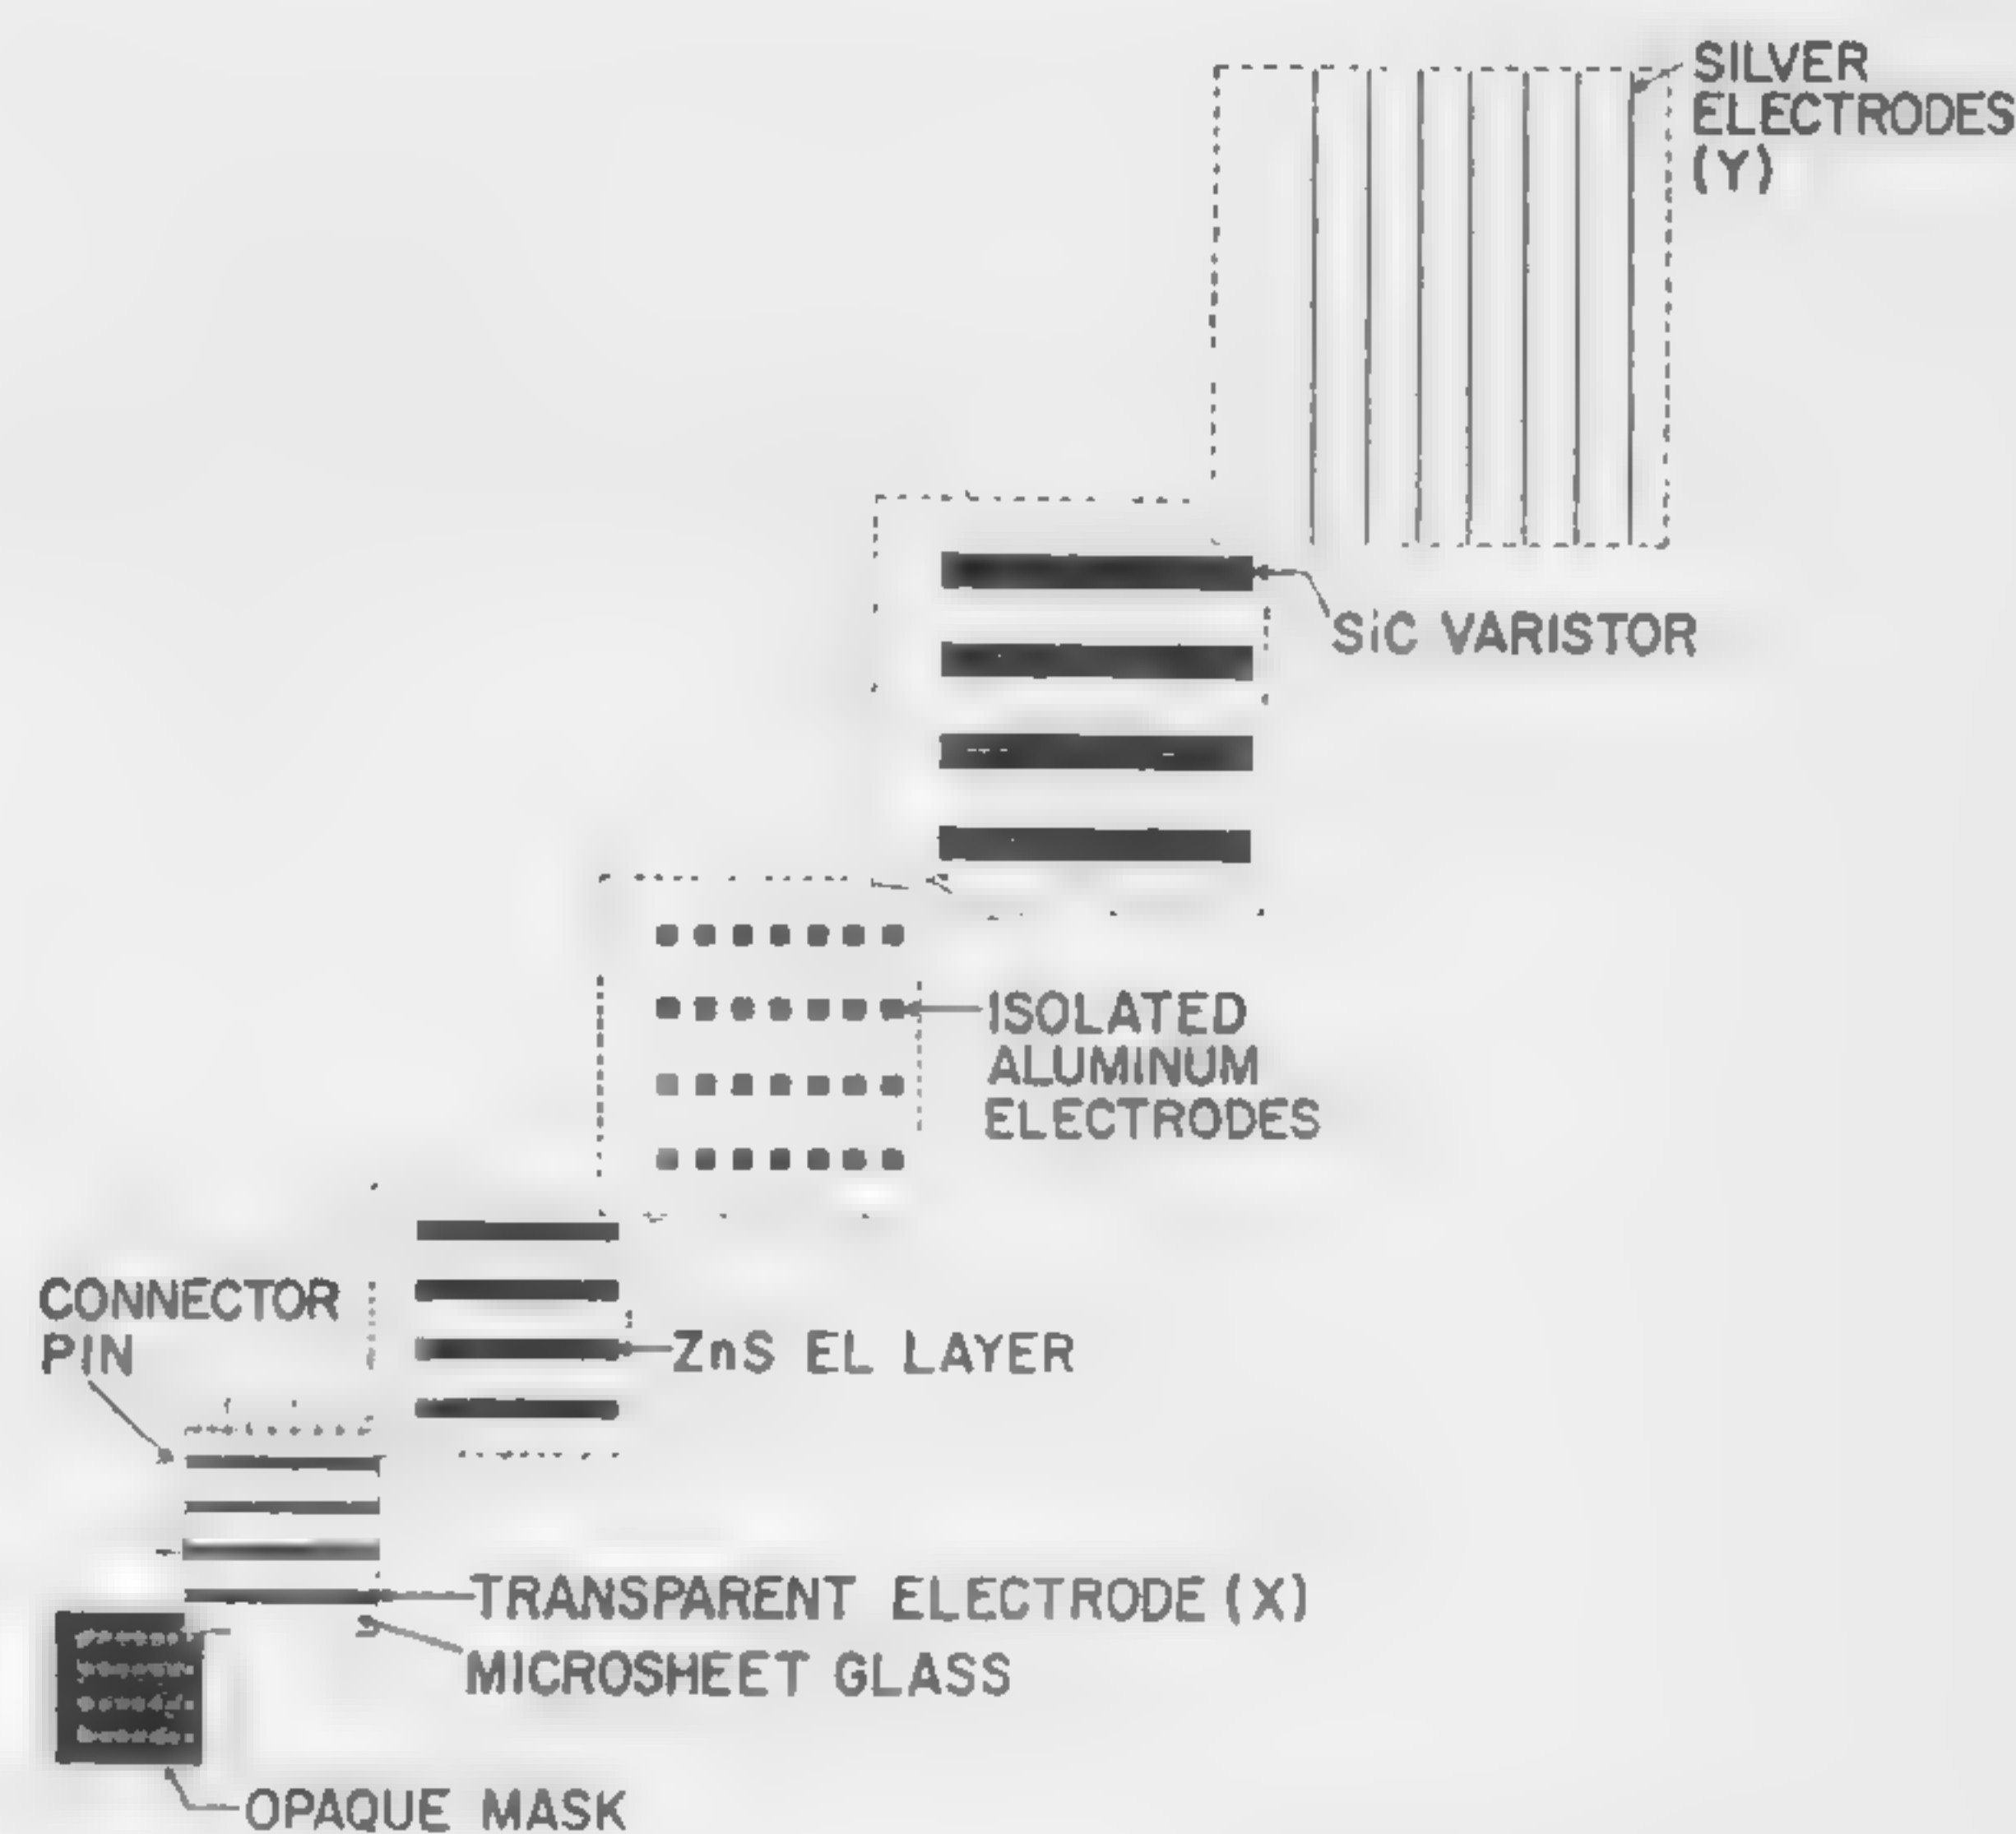 SILVER
ELECTRODES
(Y)
SiC VARISTOR
ISOLATED
ALUMINUM
ELECTRODES
CONNECTOR
PIN
ZnS EL LAYER
TRANSPARENT ELECTRODE (X)
MICROSHEET GLASS
OPAQUE MASK